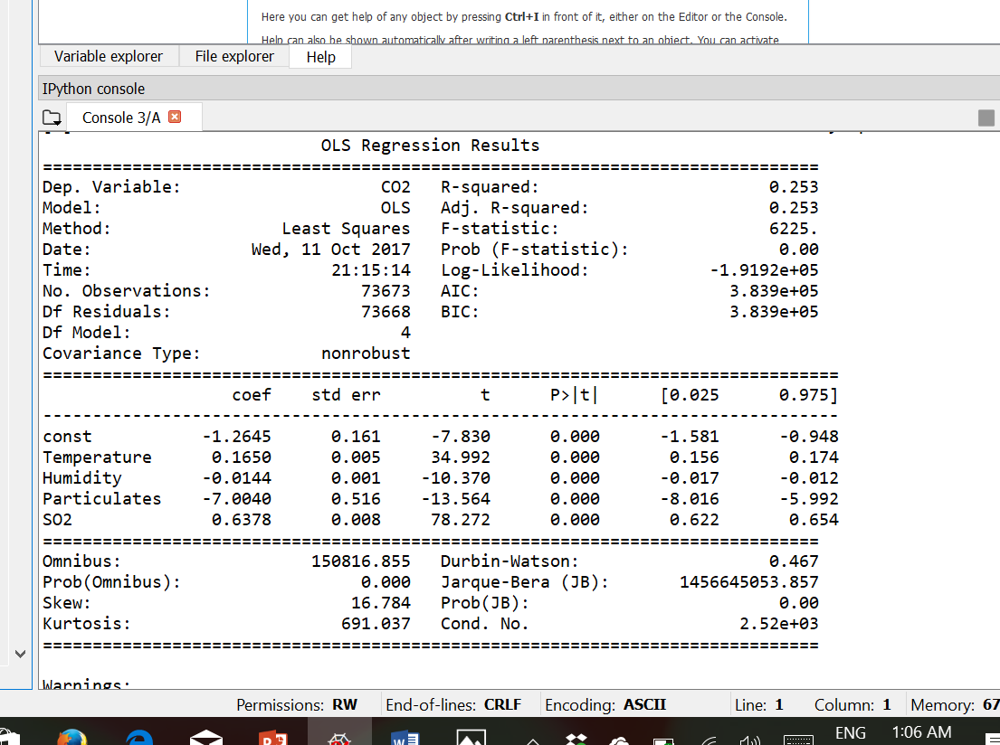 Here you can get help of any object by pressing Ctrl+I in front of it, either on the Editor or the Console.
Help can also be shown automatically after writing a left parenthesis next to an object. You can activate
Variable explorer File explorer Help
IPython console
Console 3/A
OLS Regression Results
==============================================================================
Dep. Variable: CO2 R-squared: 0.253
Model: OLS Adj. R-squared: 0.253
Method: Least Squares F-statistic: 6225.
Date: Wed, 11 Oct 2017 Prob (F-statistic): 0.00
Time: 21:15:14 Log-Likelihood: -1.9192e+05
No. Observations: 73673 AIC: 3.839e+05
Df Residuals: 73668 BIC: 3.839e+05
Df Model: 4
Covariance Type: nonrobust
================================================================================
coef std err t P>|t| [0.025 0.975]
--------------------------------------------------------------------------------
const -1.2645 0.161 -7.830 0.000 -1.581 -0.948
Temperature 0.1650 0.005 34.992 0.000 0.156 0.174
Humidity -0.0144 0.001 -10.370 0.000 -0.017 -0.012
Particulates -7.0040 0.516 -13.564 0.000 -8.016 -5.992
SO2 0.6378 0.008 78.272 0.000 0.622 0.654
==============================================================================
Omnibus: 150816.855 Durbin-Watson: 0.467
Prob(Omnibus): 0.000 Jarque-Bera (JB): 1456645053.857
Skew: 16.784 Prob(JB): 0.00
Kurtosis: 691.037 Cond. No. 2.52e+03
==============================================================================
Warnings:
Permissions: RW End-of-lines: CRLF Encoding: ASCII Line: 1 Column: 1 Memory: 67
ENG 1:06 AM